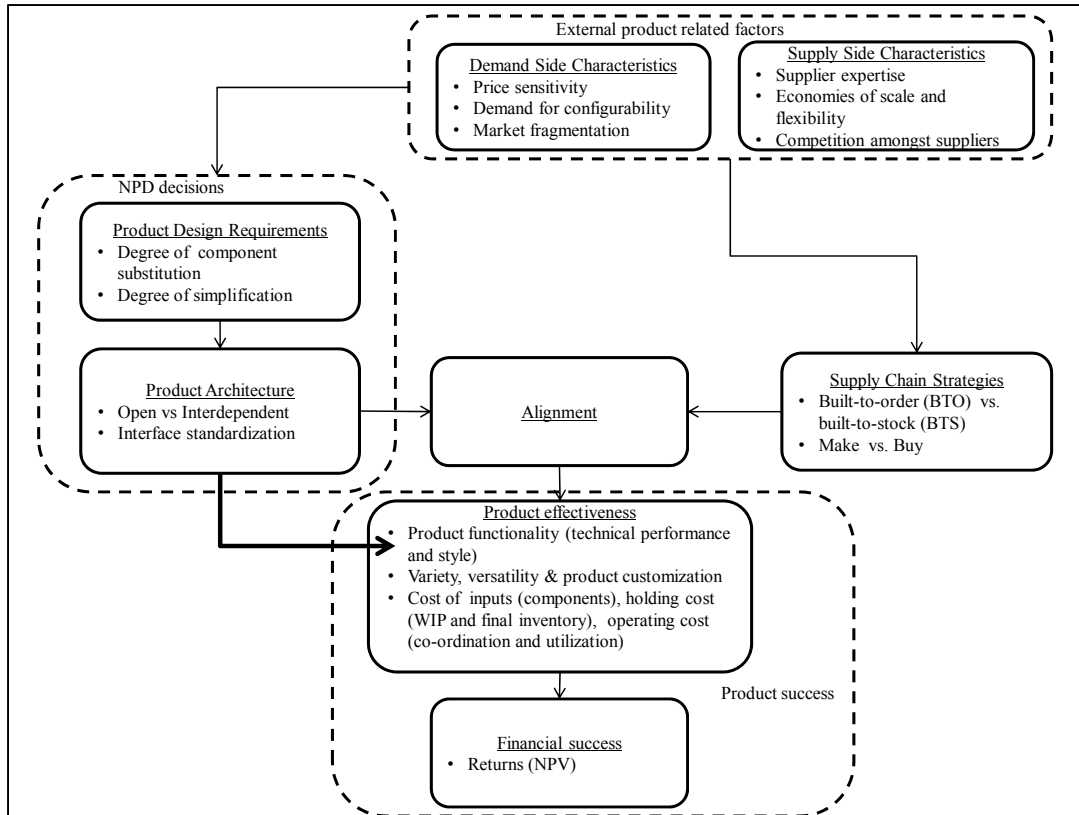 External product related factors
Demand Side Characteristics
• Price sensitivity
• Demand for configurability
• Market fragmentation
Supply Side Characteristics
• Supplier expertise
• Economies of scale and
flexibility
• Competition amongst suppliers
NPD decisions
Product Design Requirements
• Degree of component
substitution
• Degree of simplification
Product Architecture
• Open vs Interdependent
• Interface standardization
Alignment
Supply Chain Strategies
• Built-to-order (BTO) vs.
built-to-stock (BTS)
• Make vs. Buy
Product effectiveness
• Product functionality (technical performance
and style)
• Variety, versatility & product customization
• Cost of inputs (components), holding cost
(WIP and final inventory), operating cost
(co-ordination and utilization)
Product success
Financial success
• Returns (NPV)